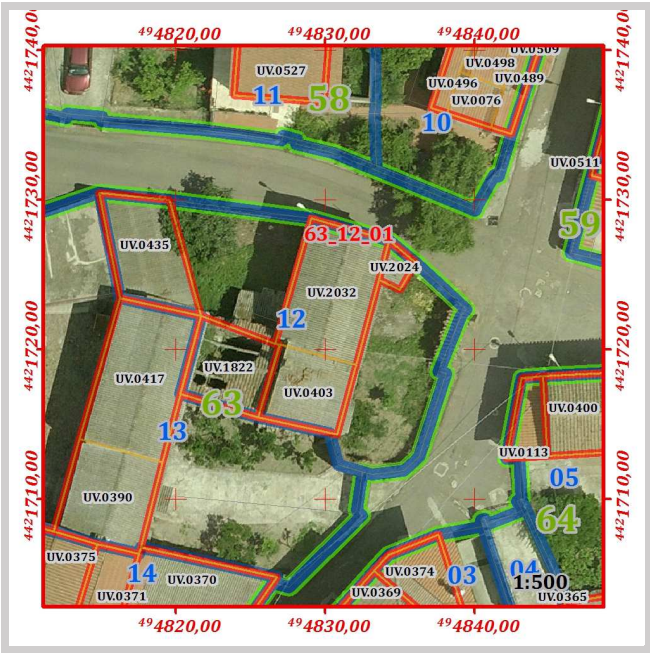 ⁴⁹4820,00 ⁴⁹4830,00 ⁴⁹4840,00
⁴⁴²1740,00 ⁴⁴²1740,00
UV.0509
UV.0498
UV.0527
UV.0496 UV.0489
11 58 UV.0076
10
UV.0511
⁴⁴²1730,00 ⁴⁴²1730,00
59
63_12_01
UV.0435
UV.2024
UV.2032
12
⁴⁴²1720,00 ⁴⁴²1720,00
UV.1822
UV.0417
UV.0403
63
UV.0400
13
UV.0113
05
UV.0390
⁴⁴²1710,00 ⁴⁴²1710,00
64
UV.0375
14 UV.0370 UV.0374 03 04
1:500
UV.0371 UV.0369 UV.0365
⁴⁹4820,00 ⁴⁹4830,00 ⁴⁹4840,00